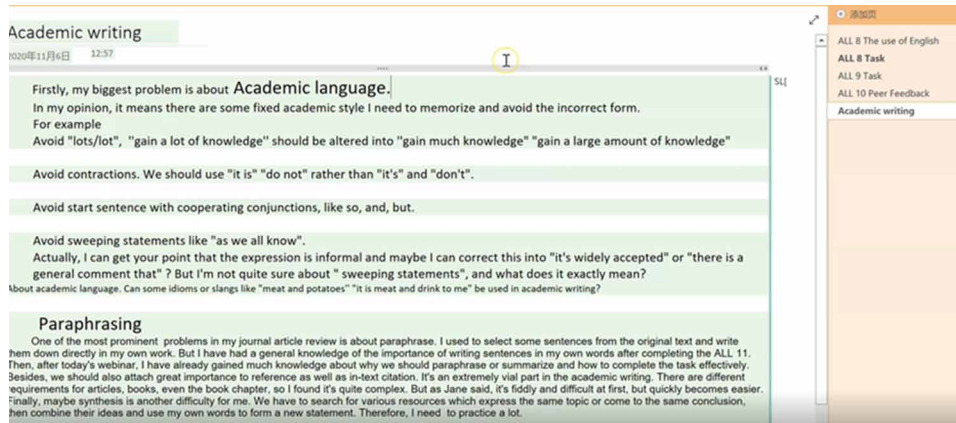 Academic writing
2020年11月6日 12:57
Firstly, my biggest problem is about Academic language.
In my opinion, it means there are some fixed academic style I need to memorize and avoid the incorrect form.
For example
Avoid "lots/lot", "gain a lot of knowledge" should be altered into "gain much knowledge" "gain a large amount of knowledge"
Avoid contractions. We should use "it is" "do not" rather than "it's" and "don't".
Avoid start sentence with cooperating conjunctions, like so, and, but.
Avoid sweeping statements like "as we all know".
Actually, I can get your point that the expression is informal and maybe I can correct this into "it's widely accepted" or "there is a
general comment that" ? But I'm not quite sure about " sweeping statements", and what does it exactly mean?
About academic language. Can some idioms or slangs like "meat and potatoes" "it is meat and drink to me" be used in academic writing?
Paraphrasing
One of the most prominent problems in my journal article review is about paraphrase. I used to select some sentences from the original text and write
them down directly in my own work. But I have had a general knowledge of the importance of writing sentences in my own words after completing the ALL 11.
Then, after today's webinar, I have already gained much knowledge about why we should paraphrase or summarize and how to complete the task effectively.
Besides, we should also attach great importance to reference as well as in-text citation. It's an extremely vial part in the academic writing. There are different
requirements for articles, books, even the book chapter, so I found it's quite complex. But as Jane said, it's fiddly and difficult at first, but quickly becomes easier.
Finally, maybe synthesis is another difficulty for me. We have to search for various resources which express the same topic or come to the same conclusion,
then combine their ideas and use my own words to form a new statement. Therefore, I need to practice a lot.
添加页
ALL 8 The use of English
ALL 8 Task
ALL 9 Task
ALL 10 Peer Feedback
Academic writing